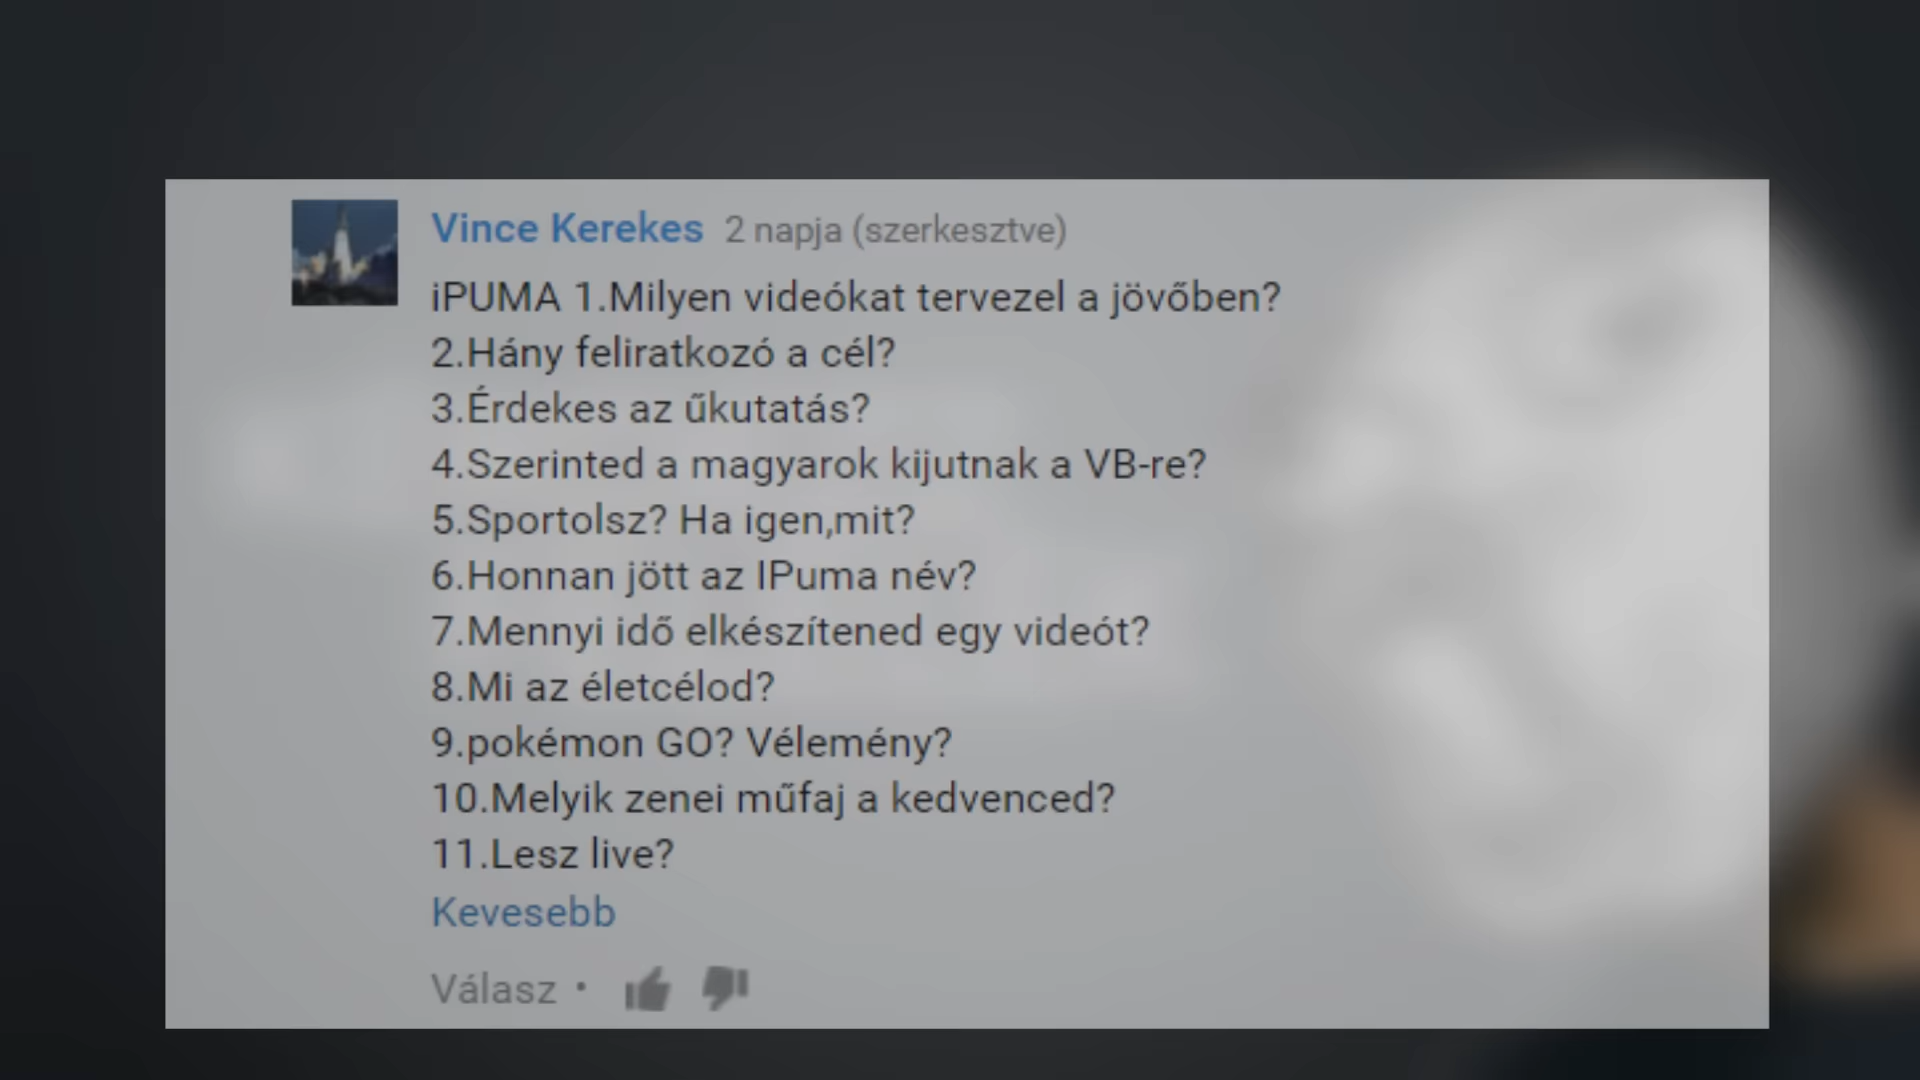 Vince Kerekes 2 napja (szerkesztve)
iPUMA 1.Milyen videókat tervezel a jövőben?
2.Hány feliratkozó a cél?
3.Érdekes az űkutatás?
4.Szerinted a magyarok kijutnak a VB-re?
5.Sportolsz? Ha igen,mit?
6.Honnan jött az IPuma név?
7.Mennyi idő elkészítened egy videót?
8.Mi az életcélod?
9.pokémon GO? Vélemény?
10.Melyik zenei műfaj a kedvenced?
11.Lesz live?
Kevesebb
Válasz •